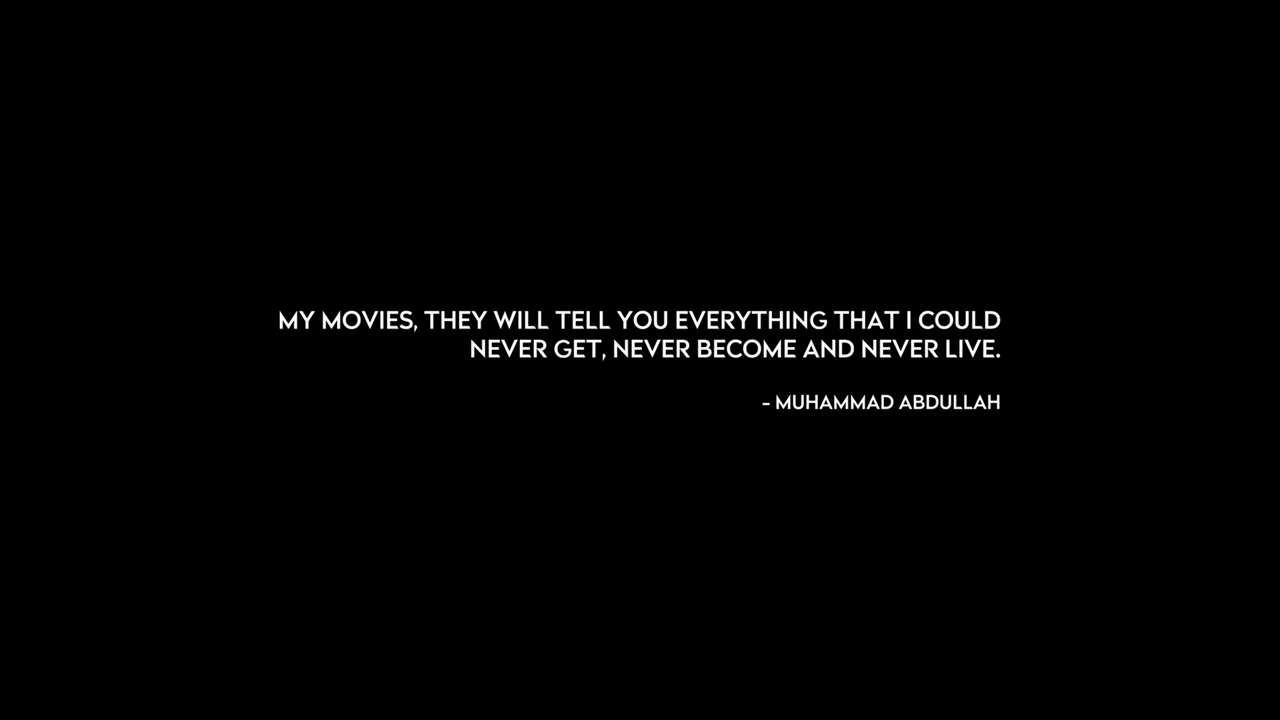 MY MOVIES, THEY WILL TELL YOU EVERYTHING THAT I COULD
NEVER GET, NEVER BECOME AND NEVER LIVE.
- MUHAMMAD ABDULLAH